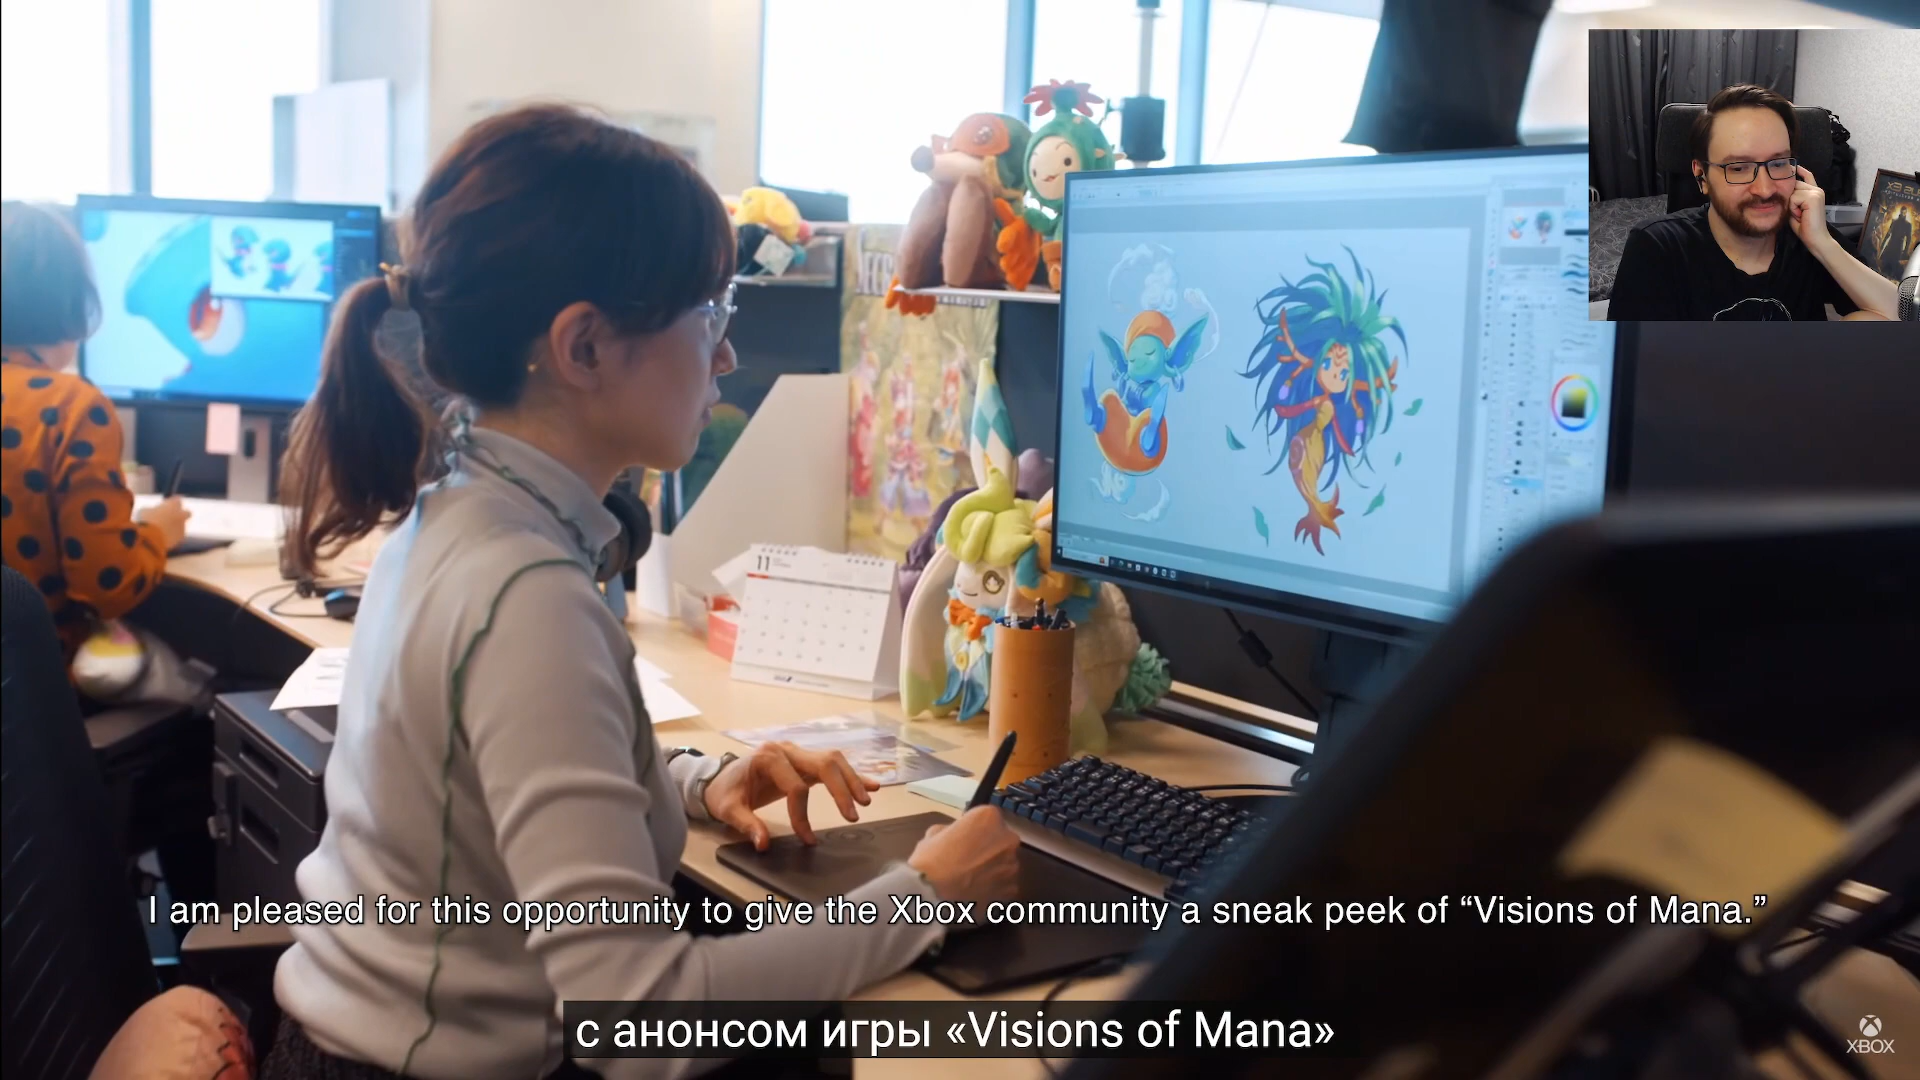 11
I am pleased for this opportunity to give the Xbox community a sneak peek of “Visions of Mana.”
с анонсом игры «Visions of Mana»
XBOX